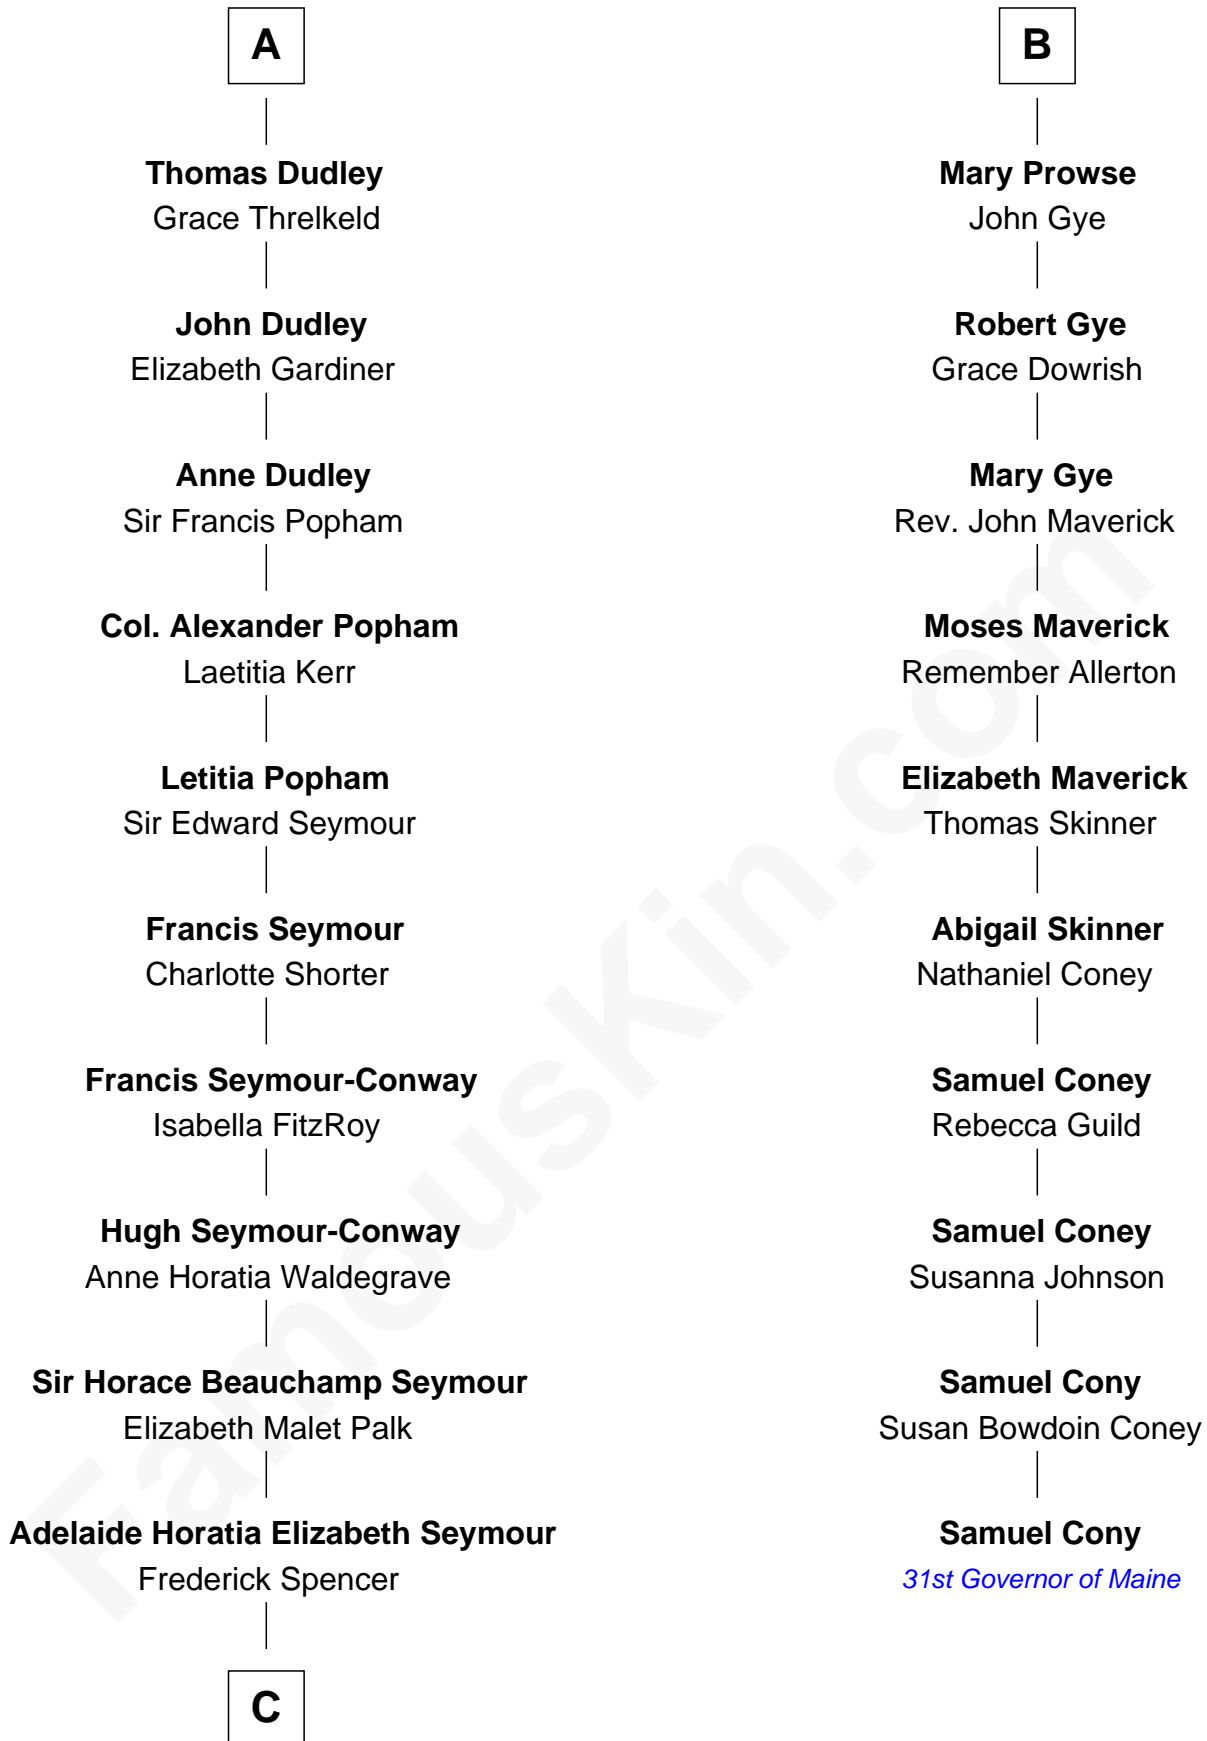 A
Thomas Dudley
Grace Threlkeld
John Dudley
Elizabeth Gardiner
Anne Dudley
Sir Francis Popham
Col. Alexander Popham
Laetitia Kerr
Letitia Popham
Sir Edward Seymour
Francis Seymour
Charlotte Shorter
Francis Seymour-Conway
Isabella FitzRoy
Hugh Seymour-Conway
Anne Horatia Waldegrave
Sir Horace Beauchamp Seymour
Elizabeth Malet Palk
Adelaide Horatia Elizabeth Seymour
Frederick Spencer
C
B
Mary Prowse
John Gye
Robert Gye
Grace Dowrish
Mary Gye
Rev. John Maverick
Moses Maverick
Remember Allerton
Elizabeth Maverick
Thomas Skinner
Abigail Skinner
Nathaniel Coney
Samuel Coney
Rebecca Guild
Samuel Coney
Susanna Johnson
Samuel Cony
Susan Bowdoin Coney
Samuel Cony
31st Governor of Maine
FamousKin.com